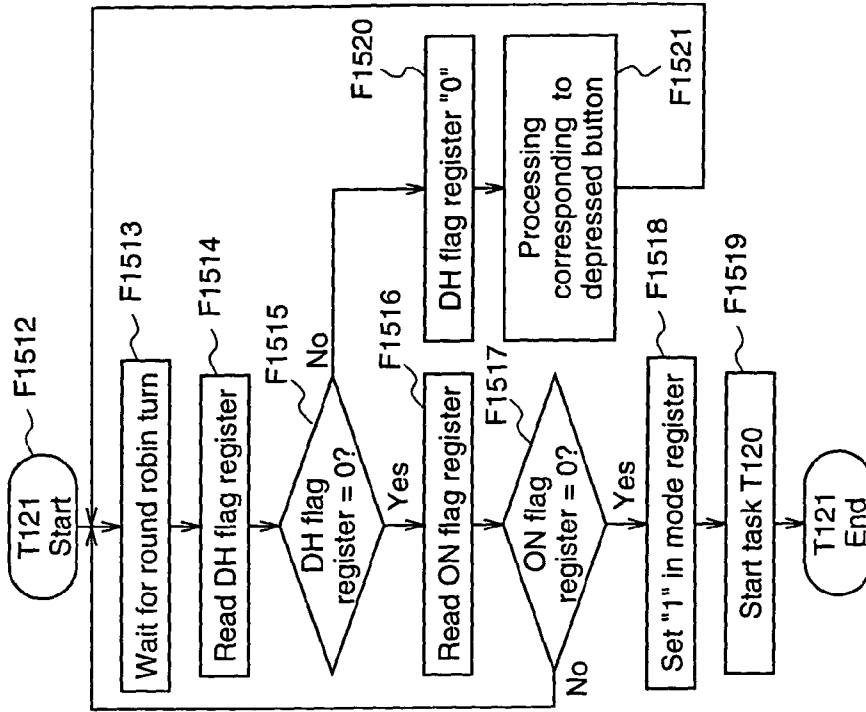 T121
Start
F1512
Wait for round robin turn
F1513
Read DH flag register
F1514
DH flag
register = 0?
F1515
No
Yes
DH flag register "0"
F1520
Processing
corresponding to
depressed button
F1521
Read ON flag register
F1516
ON flag
register = 0?
F1517
No
Yes
Set "1" in mode register
F1518
Start task T120
F1519
T121
End